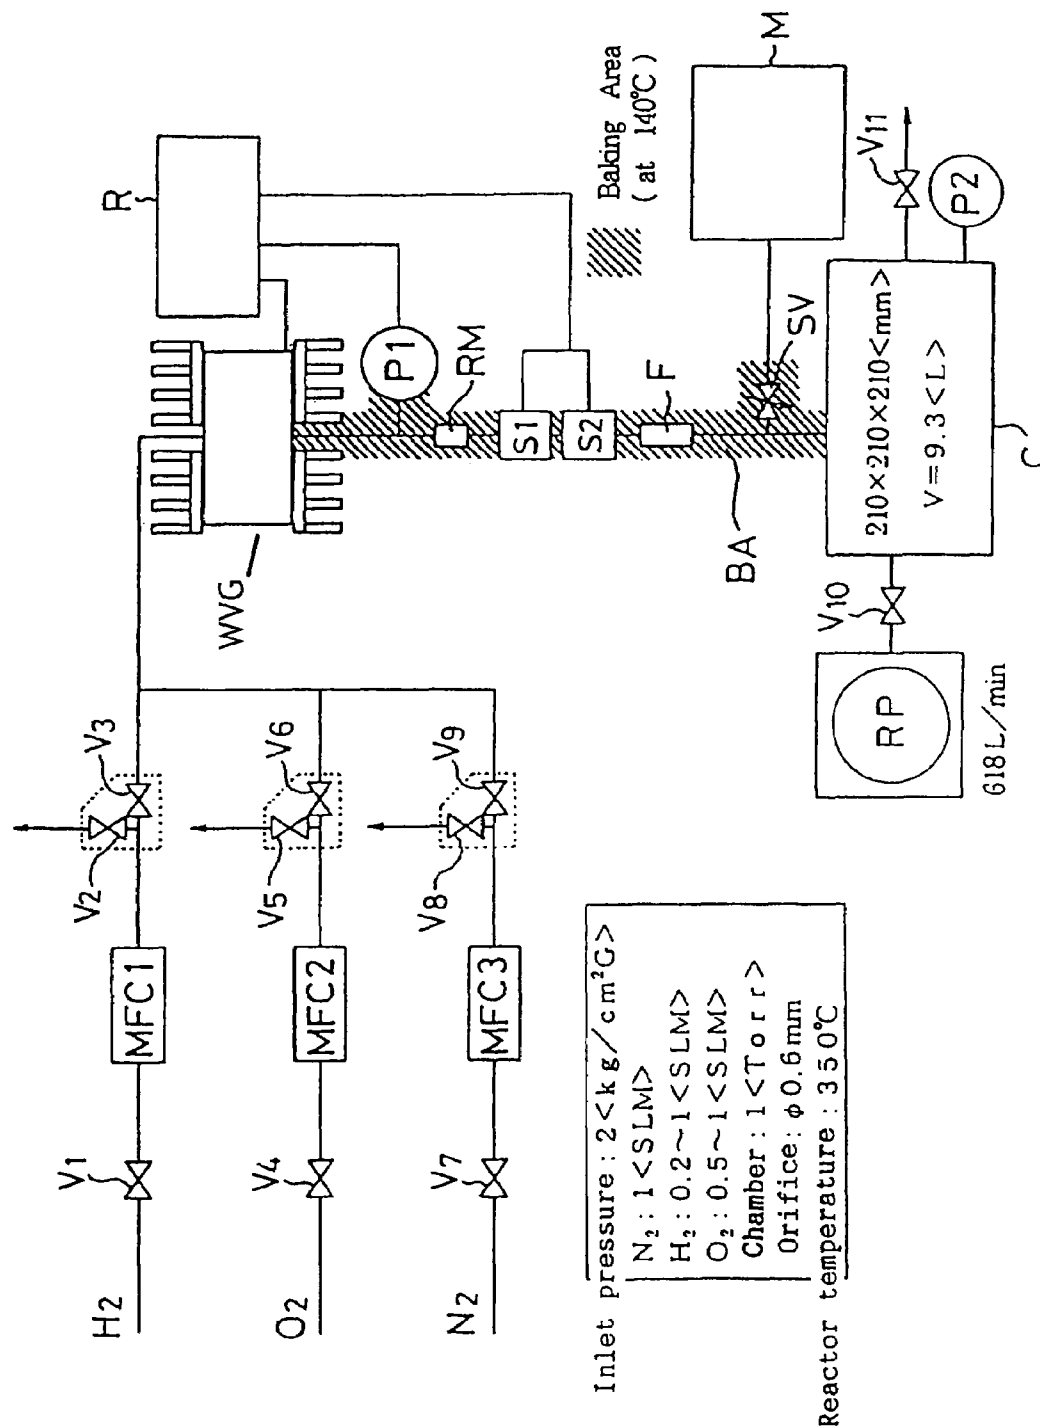 H2
V1
MFC1
V2
V3
O2
V4
MFC2
V5
V6
N2
V7
MFC3
V8
V9
WVG
R
P1
RM
S1
S2
F
BA
SV
M
Baking Area
(at 140℃)
Inlet pressure : 2<kg/cm²G>
N₂ : 1<SLM>
H₂ : 0.2~1<SLM>
O₂ : 0.5~1<SLM>
Chamber : 1<Torr>
Orifice : φ0.6mm
Reactor temperature : 350℃
RP
618L/min
V10
210×210×210<mm>
V=9.3<L>
C
V11
P2